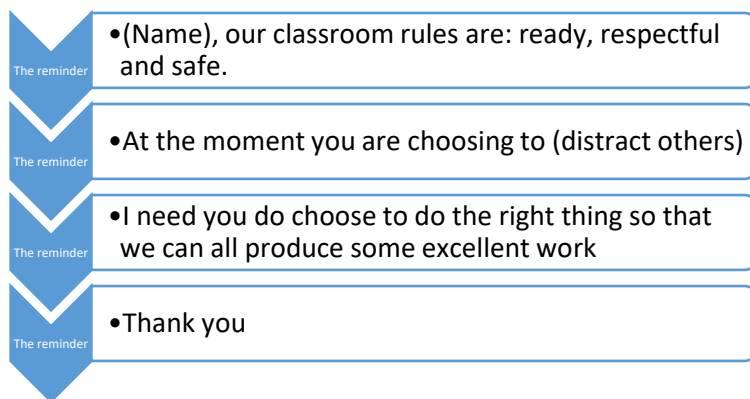 The reminder
•(Name), our classroom rules are: ready, respectful
and safe.
The reminder
•At the moment you are choosing to (distract others)
The reminder
•I need you do choose to do the right thing so that
we can all produce some excellent work
The reminder
•Thank you